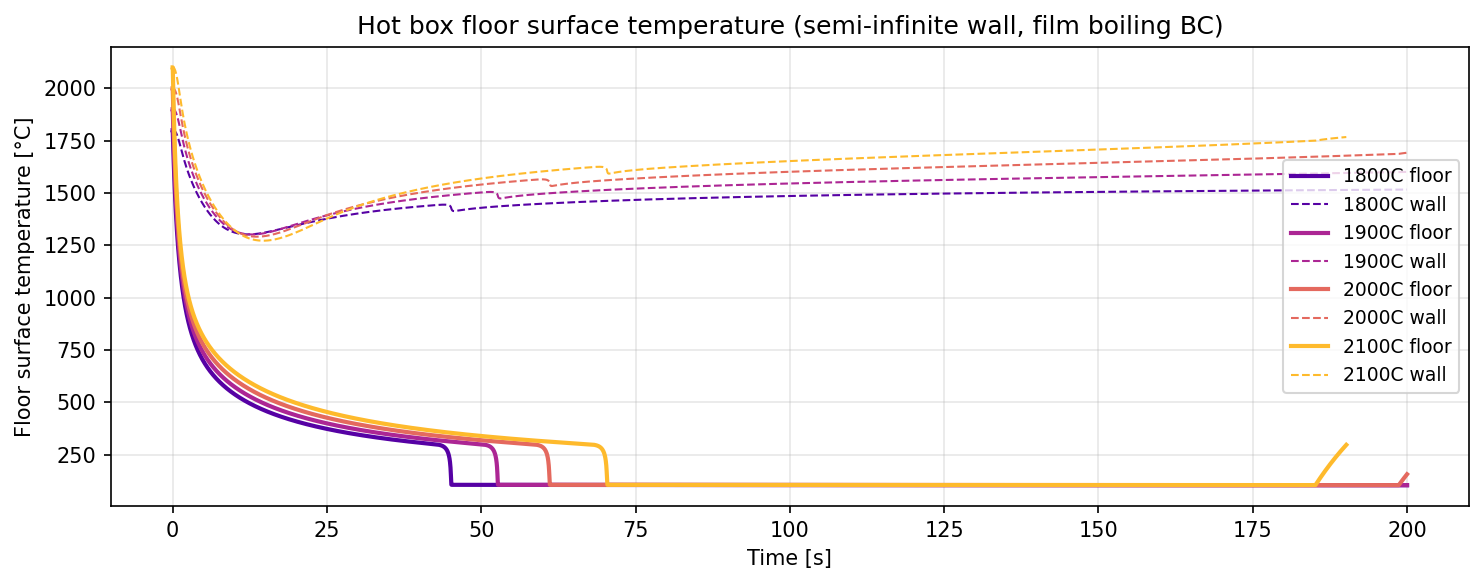 Hot box floor surface temperature (semi-infinite wall, film boiling BC)
Floor surface temperature [°C]
2000
1750
1500
1250
1000
750
500
250
0
25
50
75
100
125
150
175
200
Time [s]
1800C floor
1800C wall
1900C floor
1900C wall
2000C floor
2000C wall
2100C floor
2100C wall